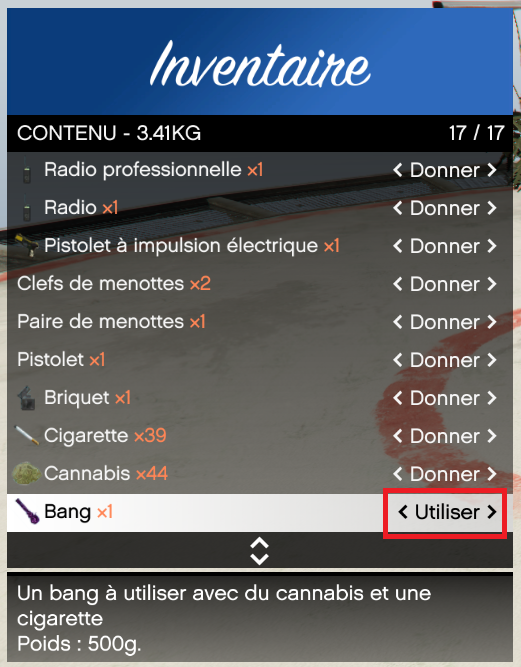 Inventaire
CONTENU - 3.41KG 17 / 17
Radio professionnelle x1 < Donner >
Radio x1 < Donner >
Pistolet à impulsion électrique x1 < Donner >
Clefs de menottes x2 < Donner >
Paire de menottes x1 < Donner >
Pistolet x1 < Donner >
Briquet x1 < Donner >
Cigarette x39 < Donner >
Cannabis x44 < Donner >
Bang x1 < Utiliser >
Un bang à utiliser avec du cannabis et une
cigarette
Poids : 500g.